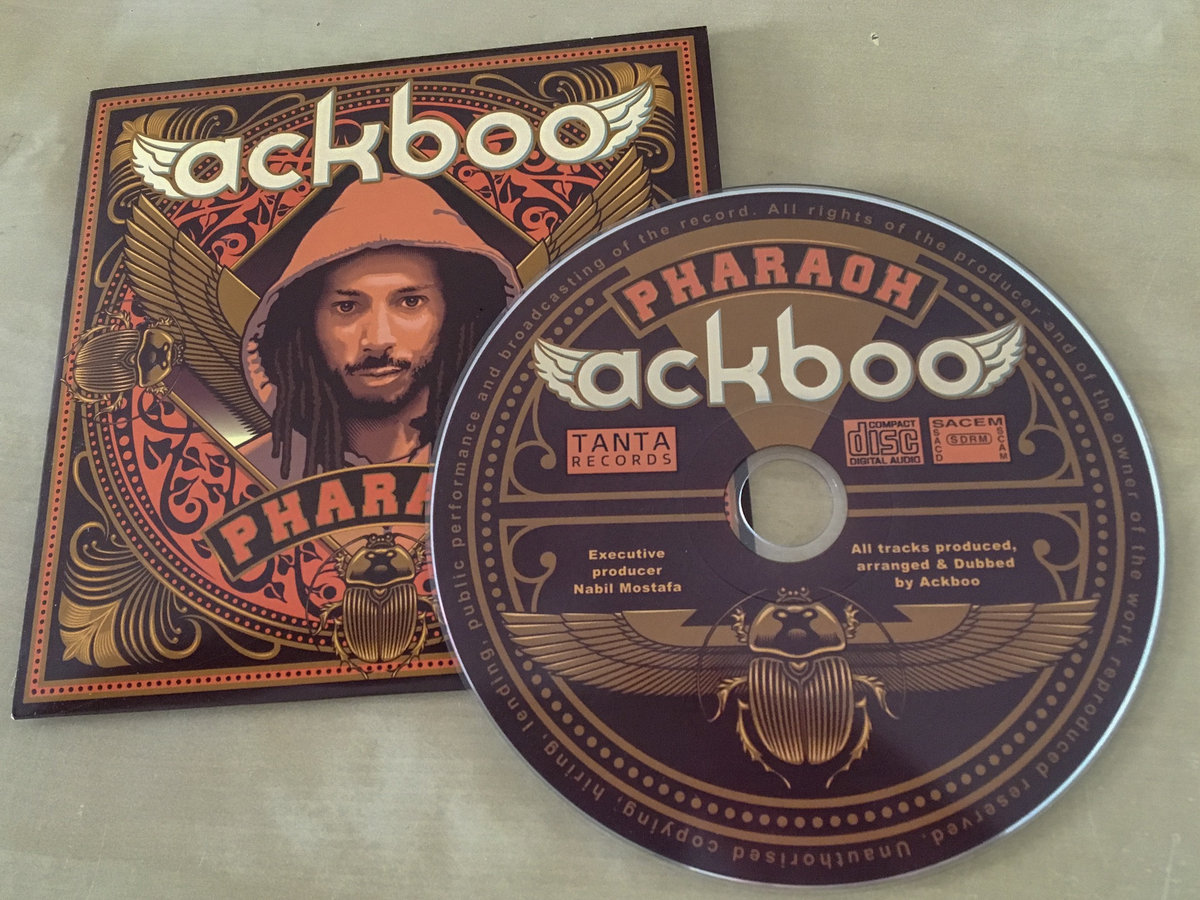 ackboo
PHARA
PHARAOH
ackboo
TANTA
RECORDS
COMPACT
disc
DIGITAL AUDIO
SACEM
SACD
SDRM
SCAM
Executive
producer
Nabil Mostafa
All tracks produced,
arranged & Dubbed
by Ackboo
All rights of the producer and of the owner of the work reproduced reserved. Unauthorised copying, hiring, lending, public performance and broadcasting of the record.